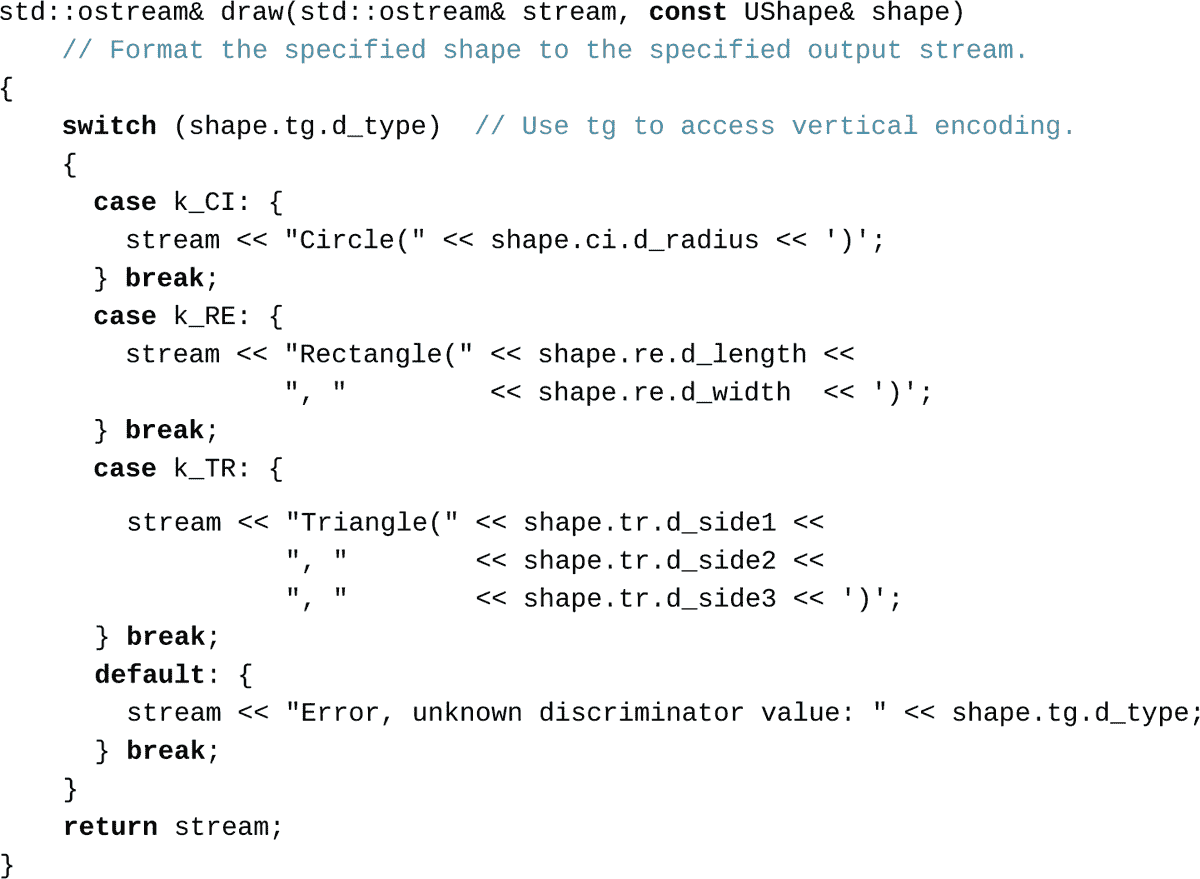 std::ostream& draw(std::ostream& stream, const UShape& shape)
    // Format the specified shape to the specified output stream.
{
    switch (shape.tg.d_type)  // Use tg to access vertical encoding.
    {
      case k_CI: {
        stream << "Circle(" << shape.ci.d_radius << ')';
      } break;
      case k_RE: {
        stream << "Rectangle(" << shape.re.d_length <<
                  ", "         << shape.re.d_width  << ')';
      } break;
      case k_TR: {
        stream << "Triangle(" << shape.tr.d_side1 <<
                  ", "        << shape.tr.d_side2 <<
                  ", "        << shape.tr.d_side3 << ')';
      } break;
      default: {
        stream << "Error, unknown discriminator value: " << shape.tg.d_type;
      } break;
    }
    return stream;
}